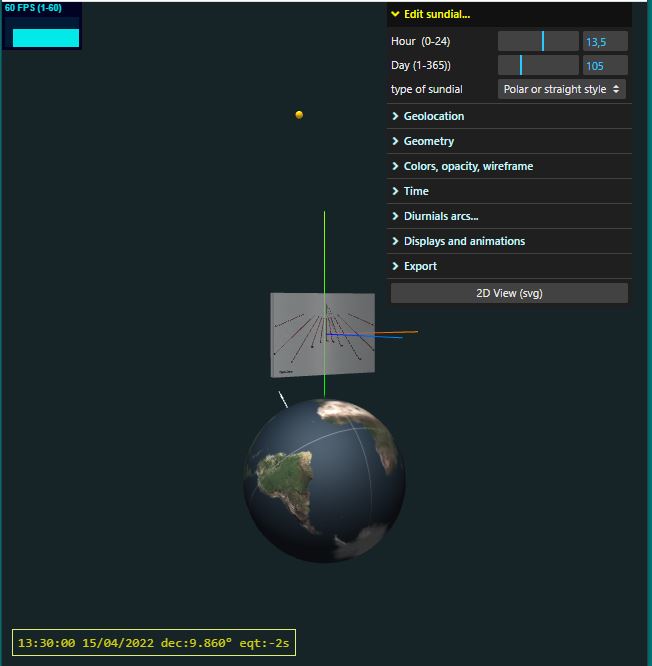 60 FPS (1-60)
Edit sundial...
Hour (0-24) 13,5
Day (1-365)) 105
type of sundial Polar or straight style
Geolocation
Geometry
Colors, opacity, wireframe
Time
Diurnials arcs...
Displays and animations
Export
2D View (svg)
13:30:00 15/04/2022 dec:9.860° eqt:-2s